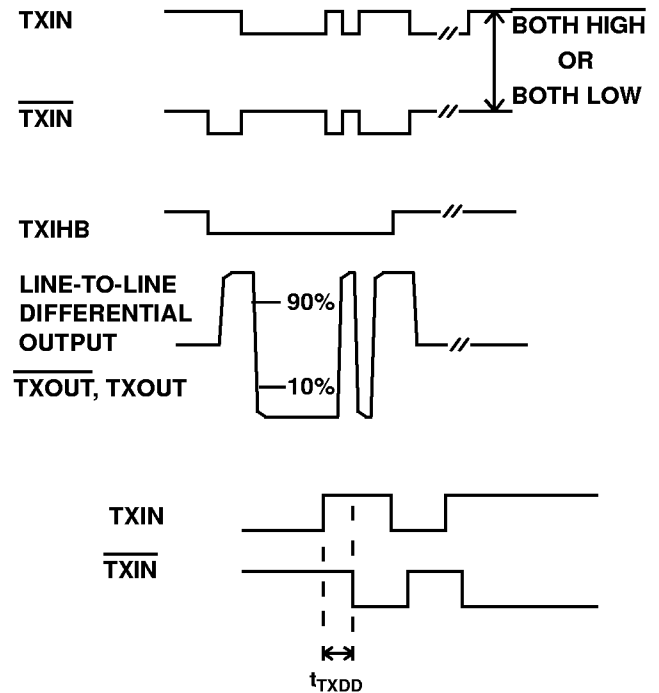 TXIN
BOTH HIGH
OR
BOTH LOW
TXIN
TXIHB
LINE-TO-LINE
DIFFERENTIAL
OUTPUT
TXOUT, TXOUT
90%
10%
TXIN
TXIN
tTXDD